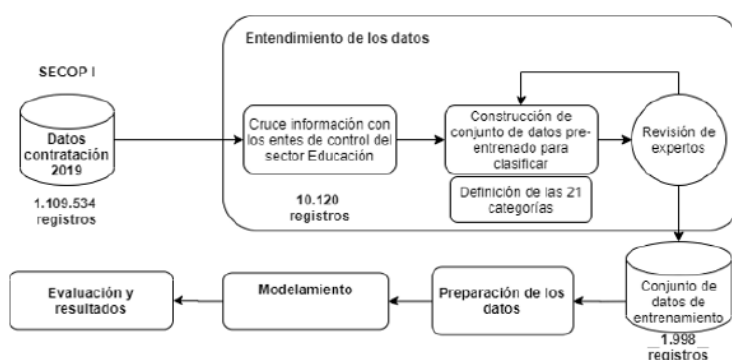 Entendimiento de los datos
SECOP I
Datos
contratación
2019
1.109.534
registros
Cruce información con
los entes de control del
sector Educación
10.120
registros
Construcción de
conjunto de datos pre-
entrenado para
clasificar
Definición de las 21
categorías
Revisión de
expertos
Conjunto de
datos de
entrenamiento
1.998
registros
Preparación de los
datos
Modelamiento
Evaluación y
resultados